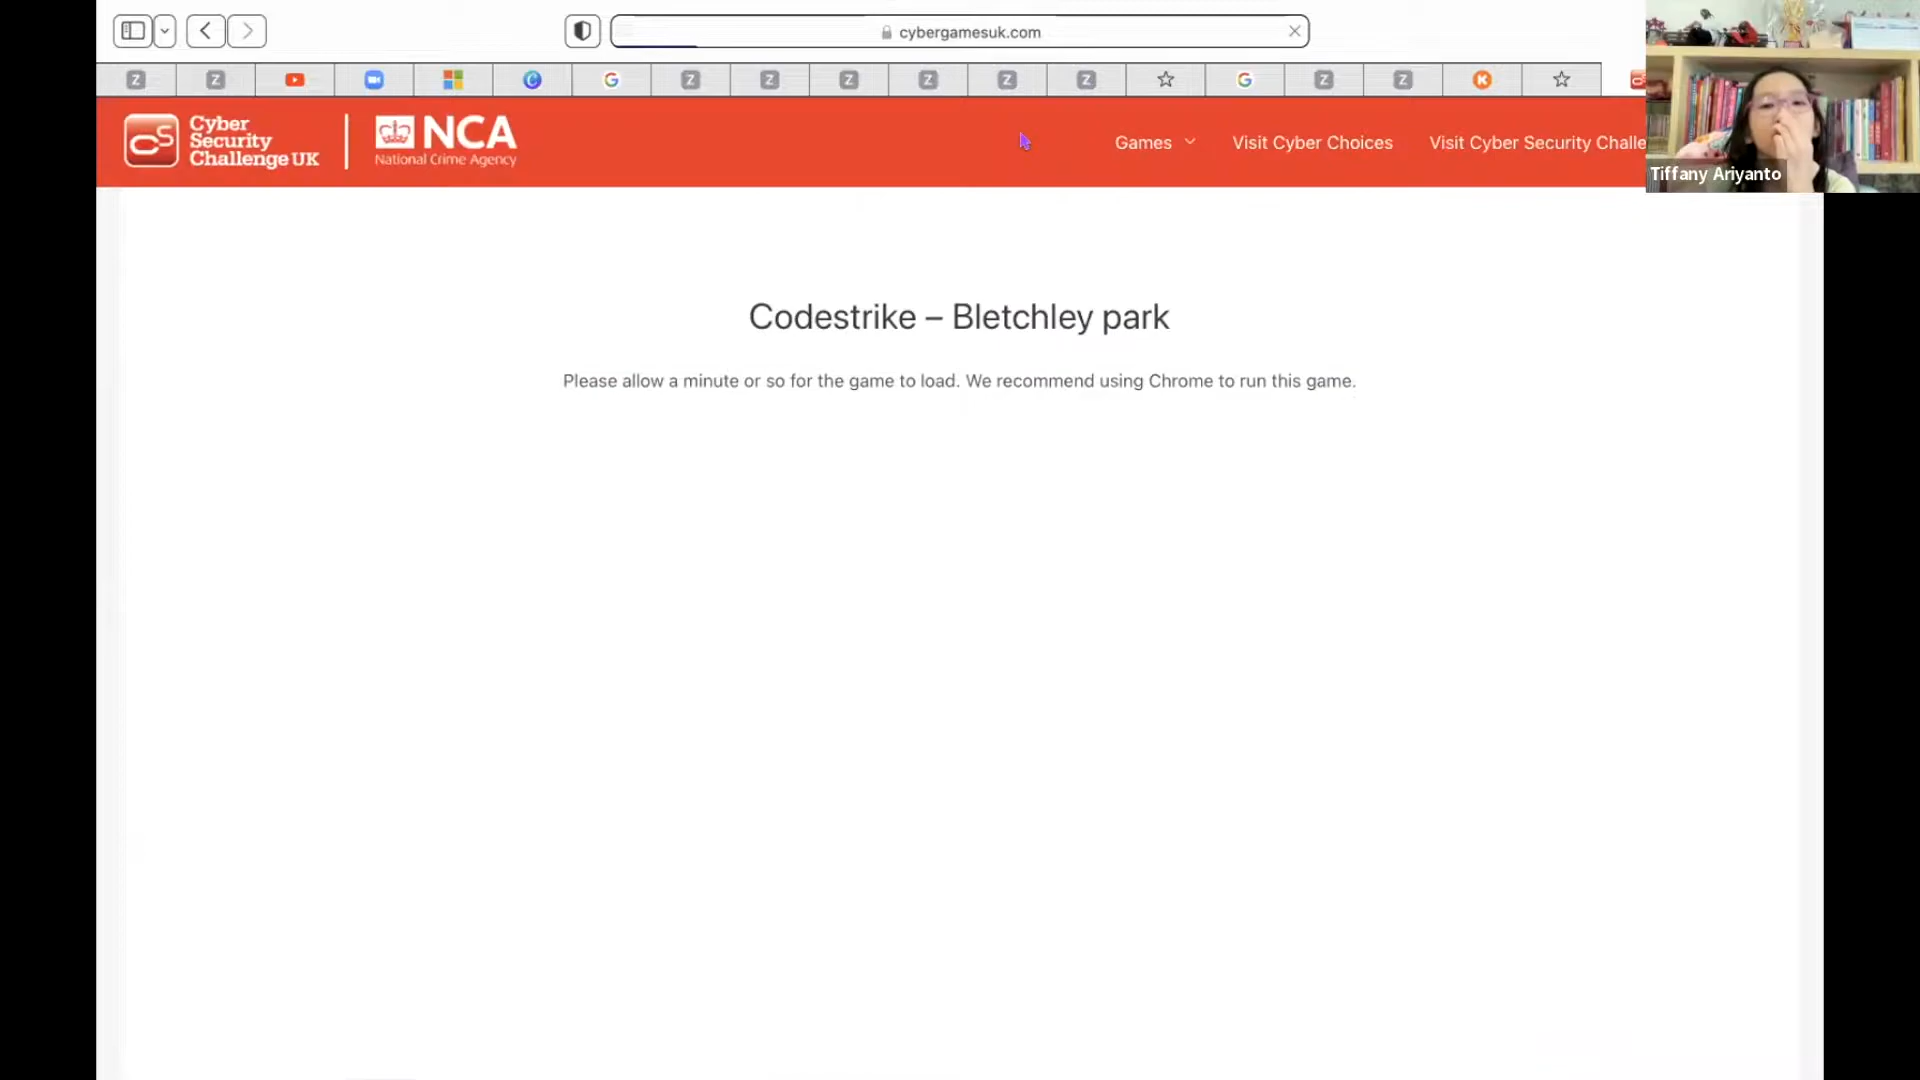 cybergamesuk.com
Z Z Z Z Z Z Z Z Z Z
CS Cyber
Security
Challenge UK
NCA
National Crime Agency
Games
Visit Cyber Choices
Visit Cyber Security Challe
Tiffany Ariyanto
Codestrike – Bletchley park
Please allow a minute or so for the game to load. We recommend using Chrome to run this game.